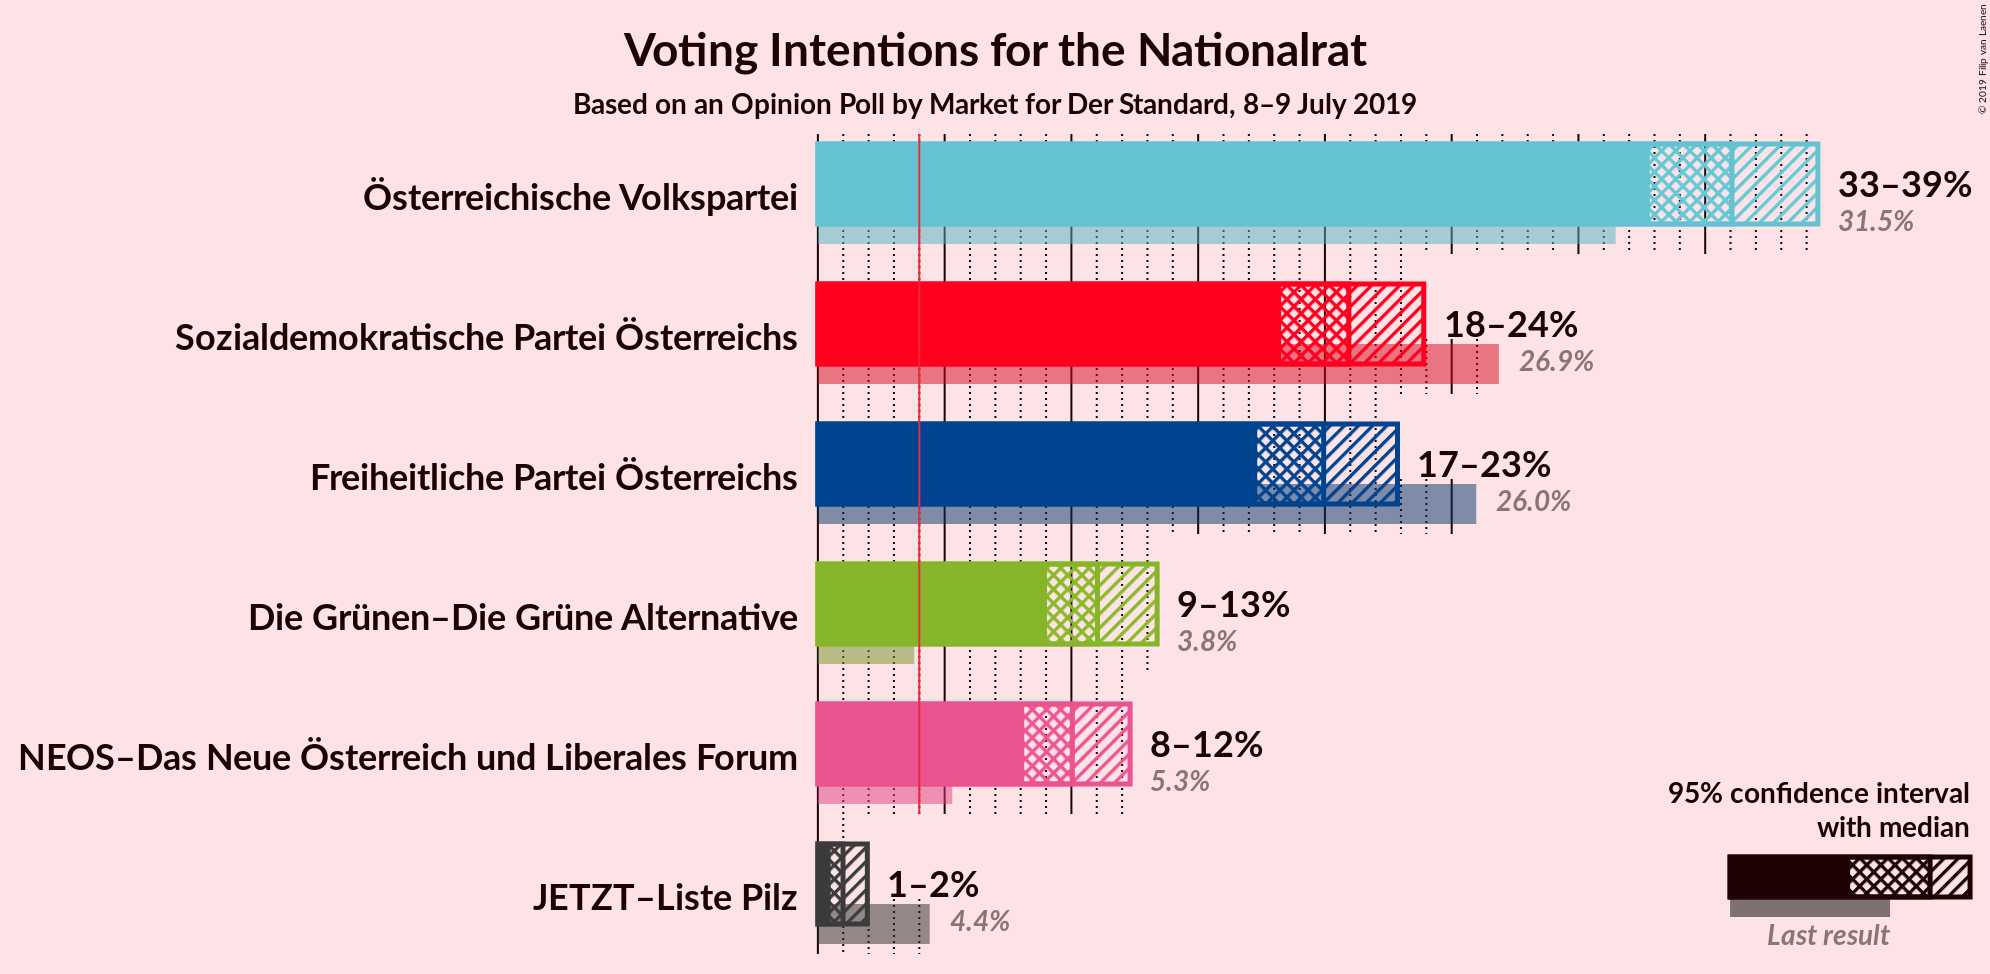 Voting Intentions for the Nationalrat
Based on an Opinion Poll by Market for Der Standard, 8–9 July 2019
© 2019 Filip van Laenen
Österreichische Volkspartei
33–39%
31.5%
Sozialdemokratische Partei Österreichs
18–24%
26.9%
Freiheitliche Partei Österreichs
17–23%
26.0%
Die Grünen–Die Grüne Alternative
9–13%
3.8%
NEOS–Das Neue Österreich und Liberales Forum
8–12%
5.3%
JETZT–Liste Pilz
1–2%
4.4%
95% confidence interval
with median
Last result